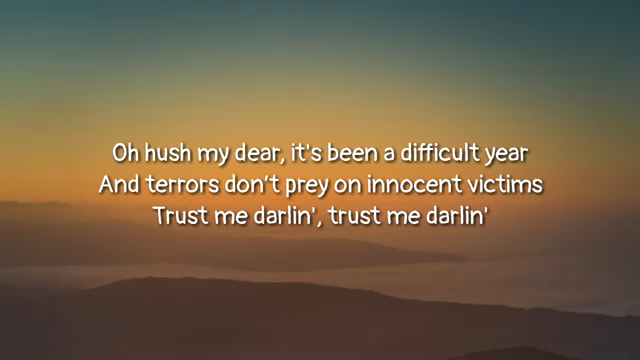 Oh hush my dear, it's been a difficult year
And terrors don't prey on innocent victims
Trust me darlin', trust me darlin'